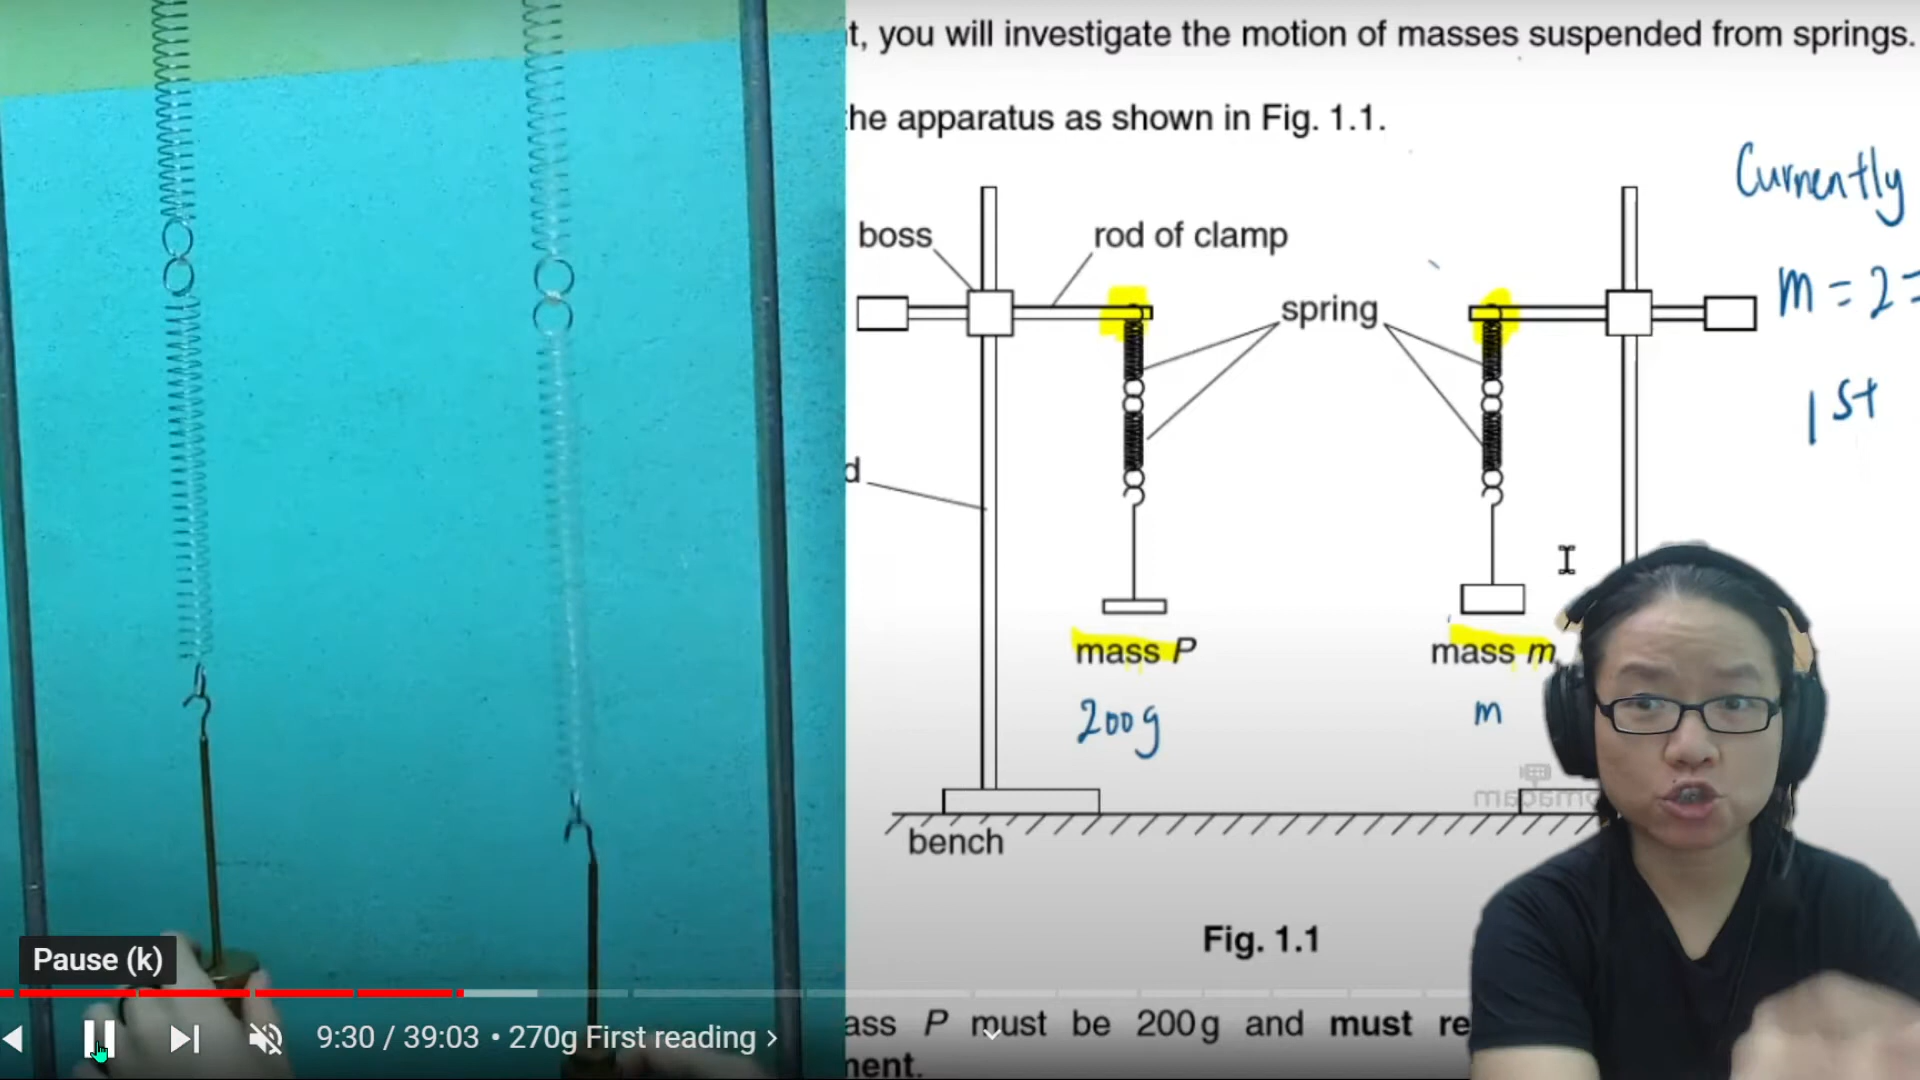 t, you will investigate the motion of masses suspended from springs.
the apparatus as shown in Fig. 1.1.
Currently
boss
rod of clamp
m = 2 =
spring
1st
d
mass P
mass m
200g
m
bench
Fig. 1.1
Pause (k)
9:30 / 39:03 • 270g First reading >
ass P must be 200g and must re
ment.